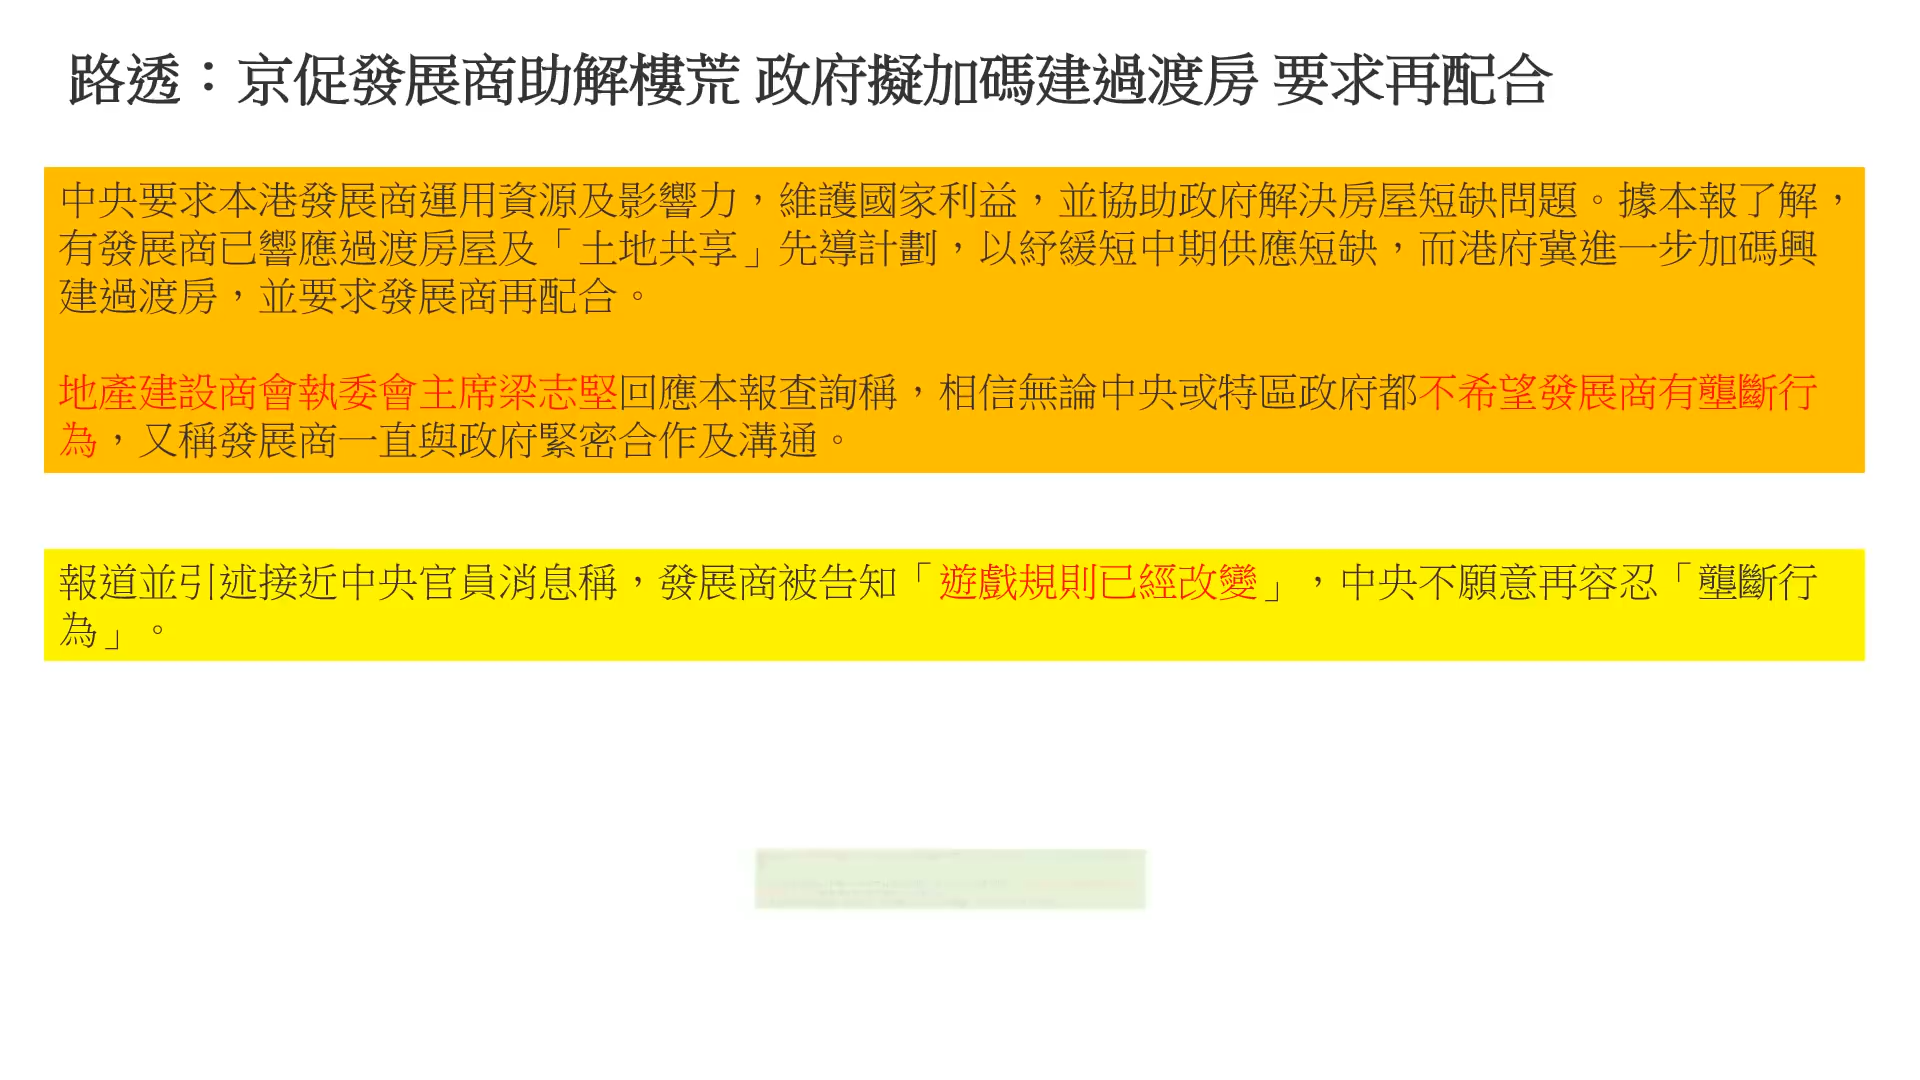 路透：京促發展商助解樓荒 政府擬加碼建過渡房 要求再配合
中央要求本港發展商運用資源及影響力，維護國家利益，並協助政府解決房屋短缺問題。據本報了解，
有發展商已響應過渡房屋及「土地共享」先導計劃，以紓緩短中期供應短缺，而港府冀進一步加碼興
建過渡房，並要求發展商再配合。
地產建設商會執委會主席梁志堅回應本報查詢稱，相信無論中央或特區政府都不希望發展商有壟斷行
為，又稱發展商一直與政府緊密合作及溝通。
報道並引述接近中央官員消息稱，發展商被告知「遊戲規則已經改變」，中央不願意再容忍「壟斷行
為」。